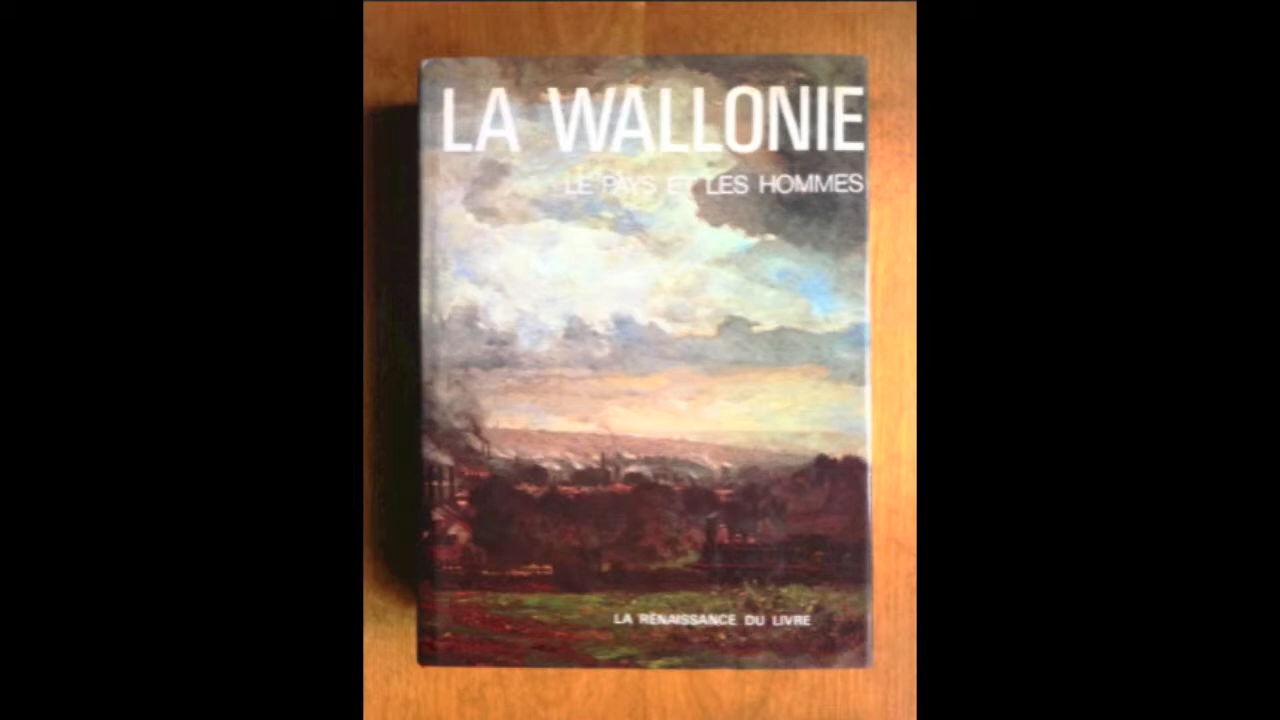 LA WALLONIE
LE PAYS ET LES HOMMES
LA RENAISSANCE DU LIVRE